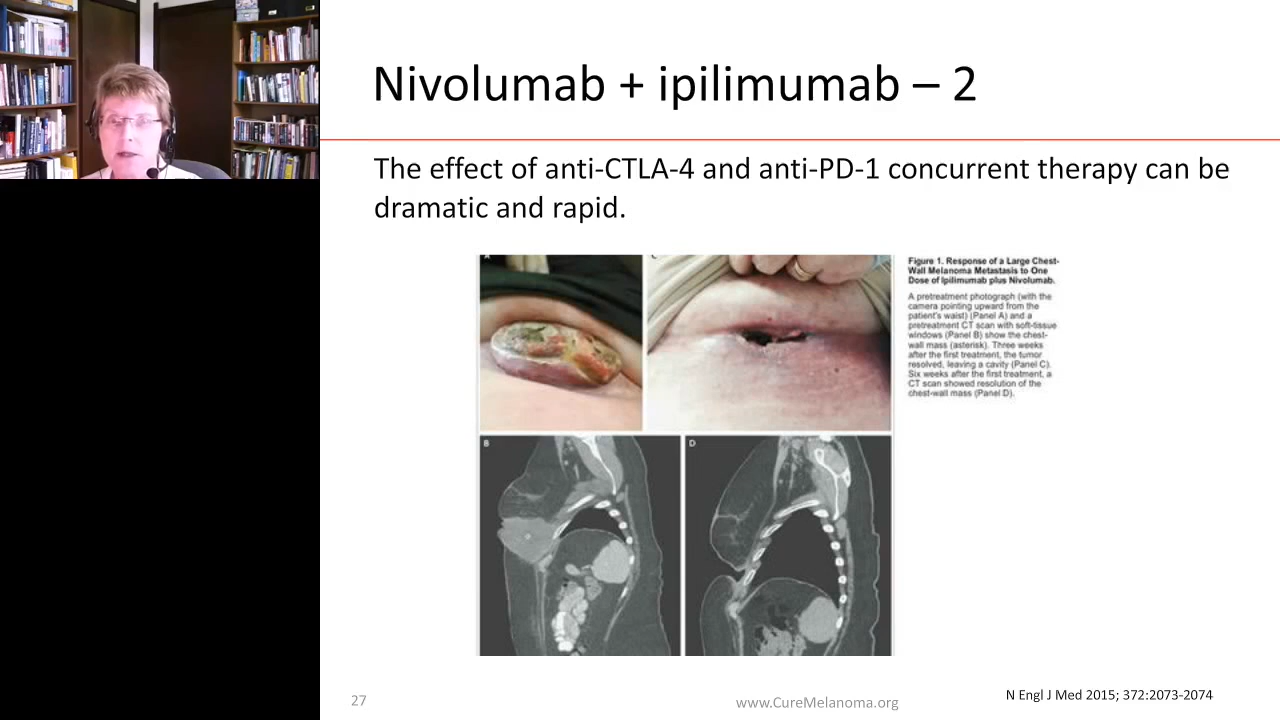 Nivolumab + ipilimumab – 2
The effect of anti-CTLA-4 and anti-PD-1 concurrent therapy can be
dramatic and rapid.
A
C
Figure 1. Response of a Large Chest-
Wall Melanoma Metastasis to One
Dose of Ipilimumab plus Nivolumab.
A pretreatment photograph (with the
camera pointing upward from the
patient's waist) (Panel A) and a
pretreatment CT scan with soft-tissue
windows (Panel B) show the chest-
wall mass (asterisk). Three weeks
after the first treatment, the tumor
resolved, leaving a cavity (Panel C).
Six weeks after the first treatment, a
CT scan showed resolution of the
chest-wall mass (Panel D).
B
D
27
www.CureMelanoma.org
N Engl J Med 2015; 372:2073-2074